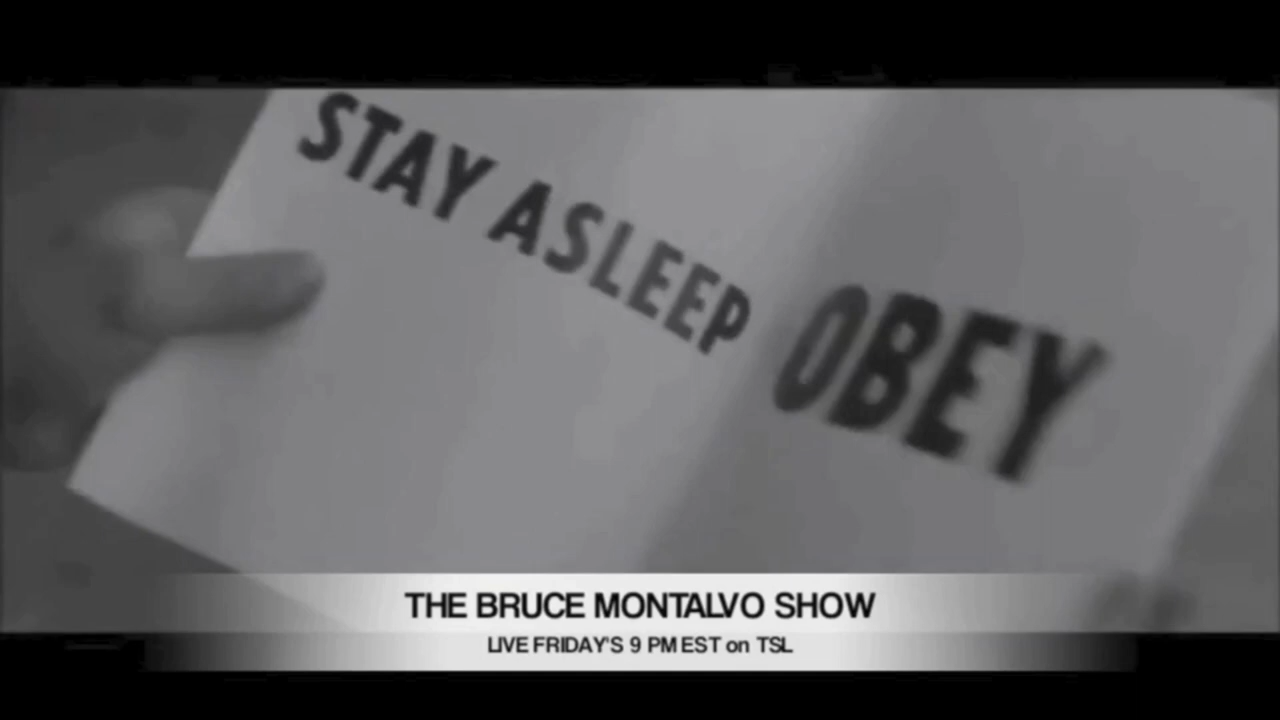 STAY ASLEEP
OBEY
THE BRUCE MONTALVO SHOW
LIVE FRIDAY'S 9 PM EST on TSL